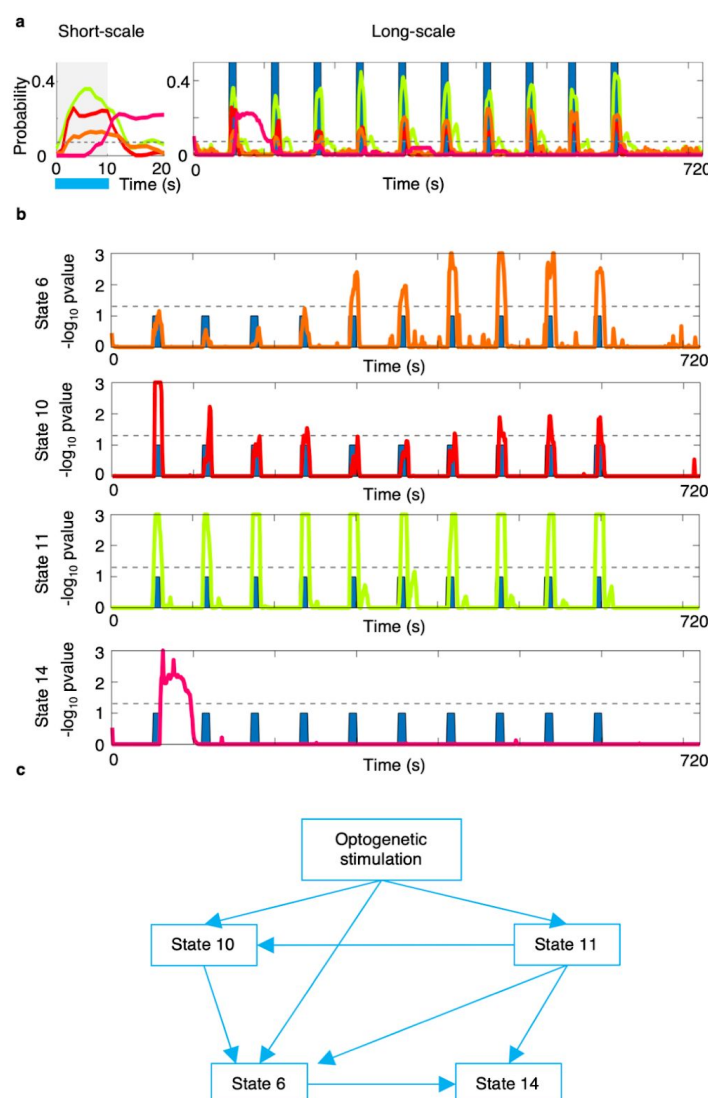 a
Short-scale
Long-scale
Probability
0.4
0
0 10 20
Time (s)
0.4
0
Time (s)
720
b
State 6
-log10 pvalue
3
2
1
0
0
Time (s)
720
State 10
-log10 pvalue
3
2
1
0
0
Time (s)
720
State 11
-log10 pvalue
3
2
1
0
0
Time (s)
720
State 14
-log10 pvalue
3
2
1
0
0
Time (s)
720
c
Optogenetic
stimulation
State 10
State 11
State 6
State 14